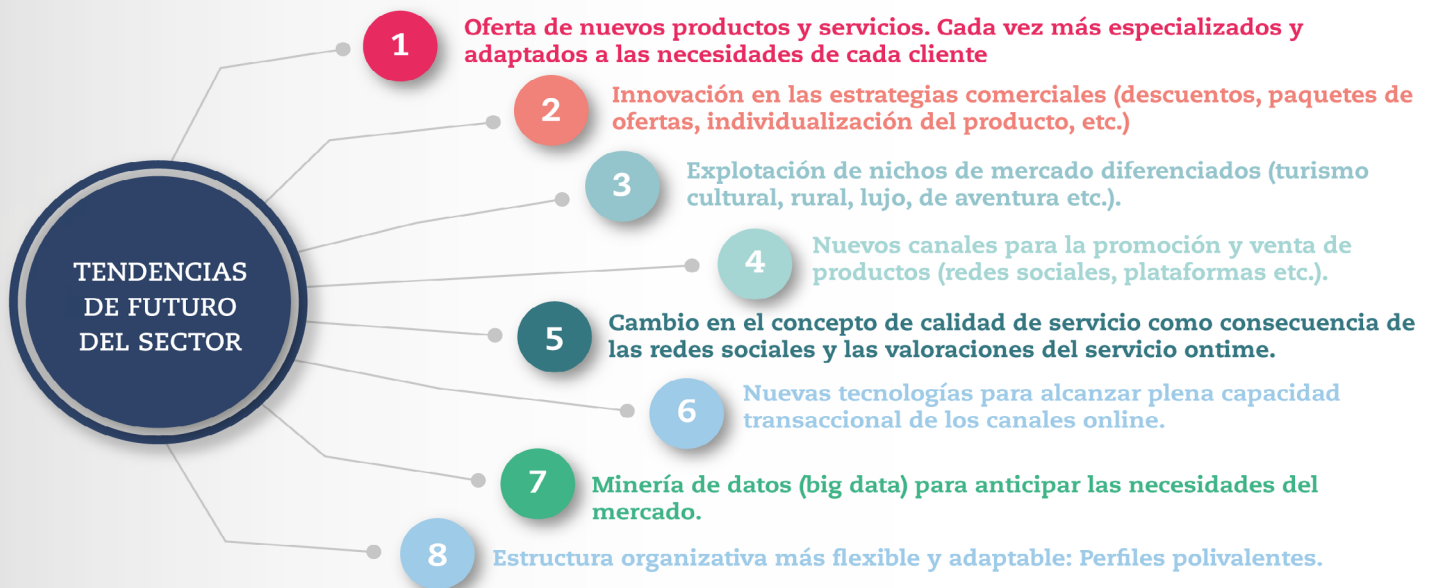 TENDENCIAS
DE FUTURO
DEL SECTOR
1
Oferta de nuevos productos y servicios. Cada vez más especializados y
adaptados a las necesidades de cada cliente
2
Innovación en las estrategias comerciales (descuentos, paquetes de
ofertas, individualización del producto, etc.)
3
Explotación de nichos de mercado diferenciados (turismo
cultural, rural, lujo, de aventura etc.).
4
Nuevos canales para la promoción y venta de
productos (redes sociales, plataformas etc.).
5
Cambio en el concepto de calidad de servicio como consecuencia de
las redes sociales y las valoraciones del servicio ontime.
6
Nuevas tecnologías para alcanzar plena capacidad
transaccional de los canales online.
7
Minería de datos (big data) para anticipar las necesidades del
mercado.
8
Estructura organizativa más flexible y adaptable: Perfiles polivalentes.